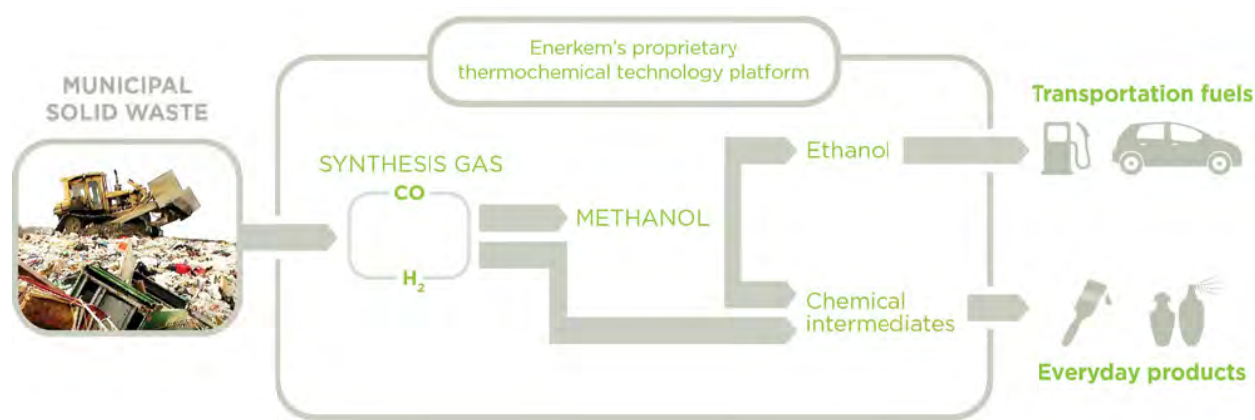 Enerkem's proprietary
thermochemical technology platform
MUNICIPAL
SOLID WASTE
SYNTHESIS GAS
CO
H₂
METHANOL
Ethanol
Chemical
intermediates
Transportation fuels
Everyday products